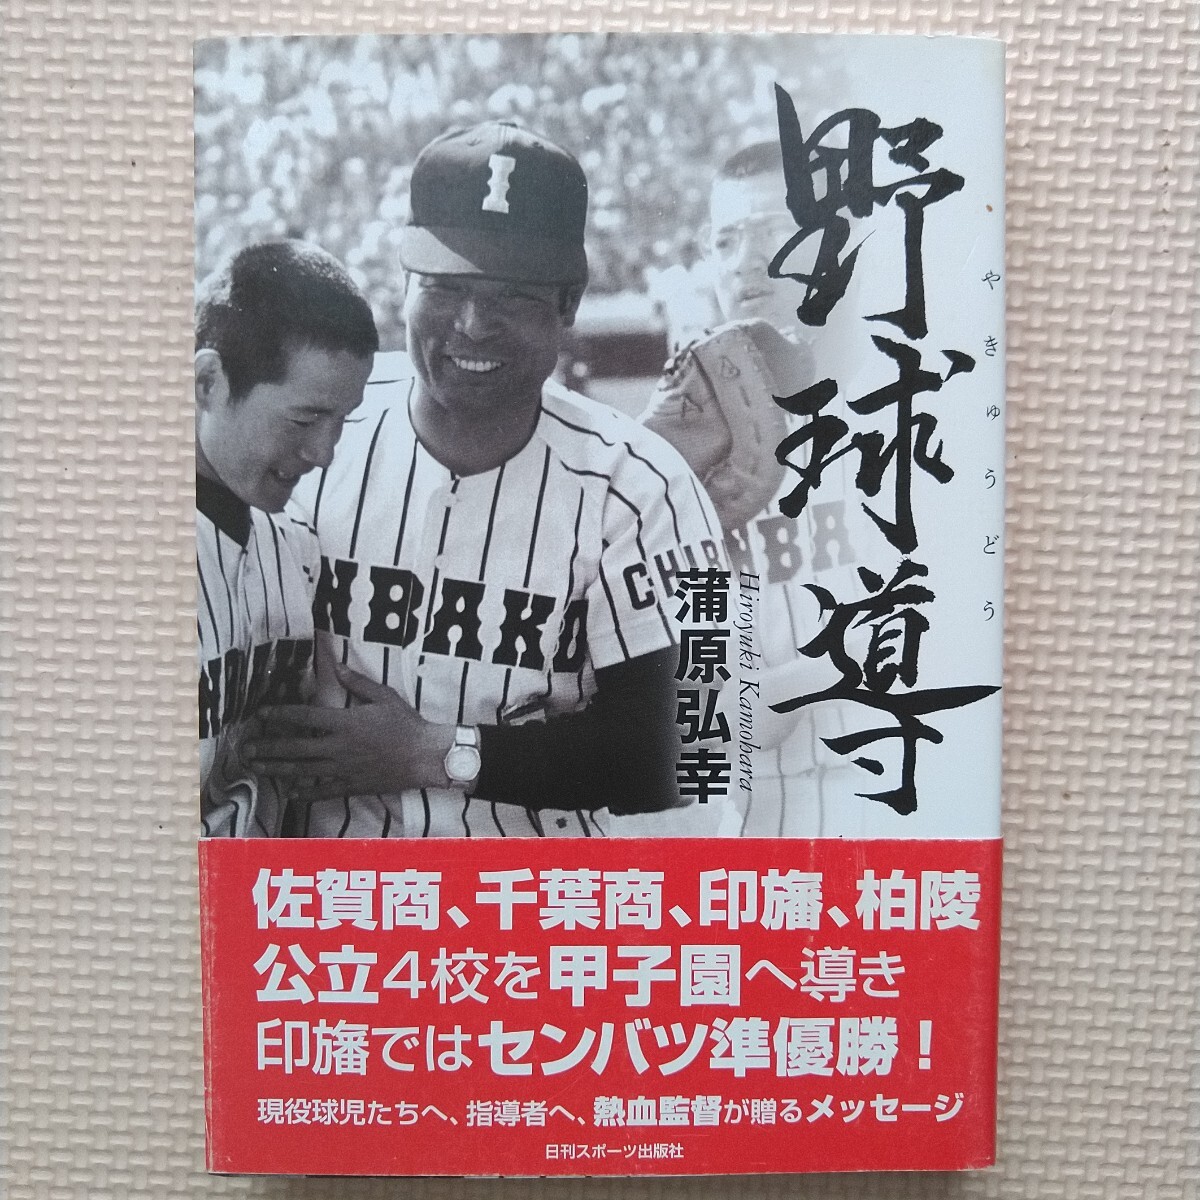 野球導
やきゅうどう
蒲原弘幸
Hiroyuki Kamohara
I
INBAKO
CHIBA
INBA
佐賀商、千葉商、印旛、柏陵
公立4校を甲子園へ導き
印旛ではセンバツ準優勝！
現役球児たちへ、指導者へ、熱血監督が贈るメッセージ
日刊スポーツ出版社